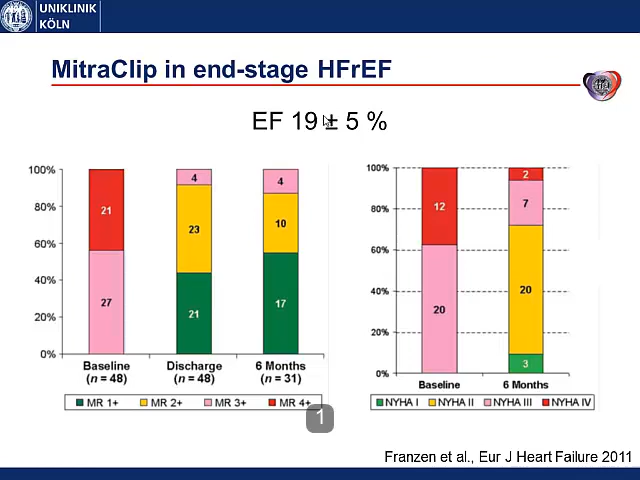 UNIKLINIK
KÖLN
MitraClip in end-stage HFrEF
EF 19 ± 5 %
100%
80%
60%
40%
20%
0%
21
27
4
23
21
4
10
17
Baseline
(n = 48)
Discharge
(n = 48)
6 Months
(n = 31)
MR 1+ MR 2+ MR 3+ MR 4+
100%
80%
60%
40%
20%
0%
12
20
2
7
20
3
Baseline
6 Months
NYHA I NYHA II NYHA III NYHA IV
1
Franzen et al., Eur J Heart Failure 2011